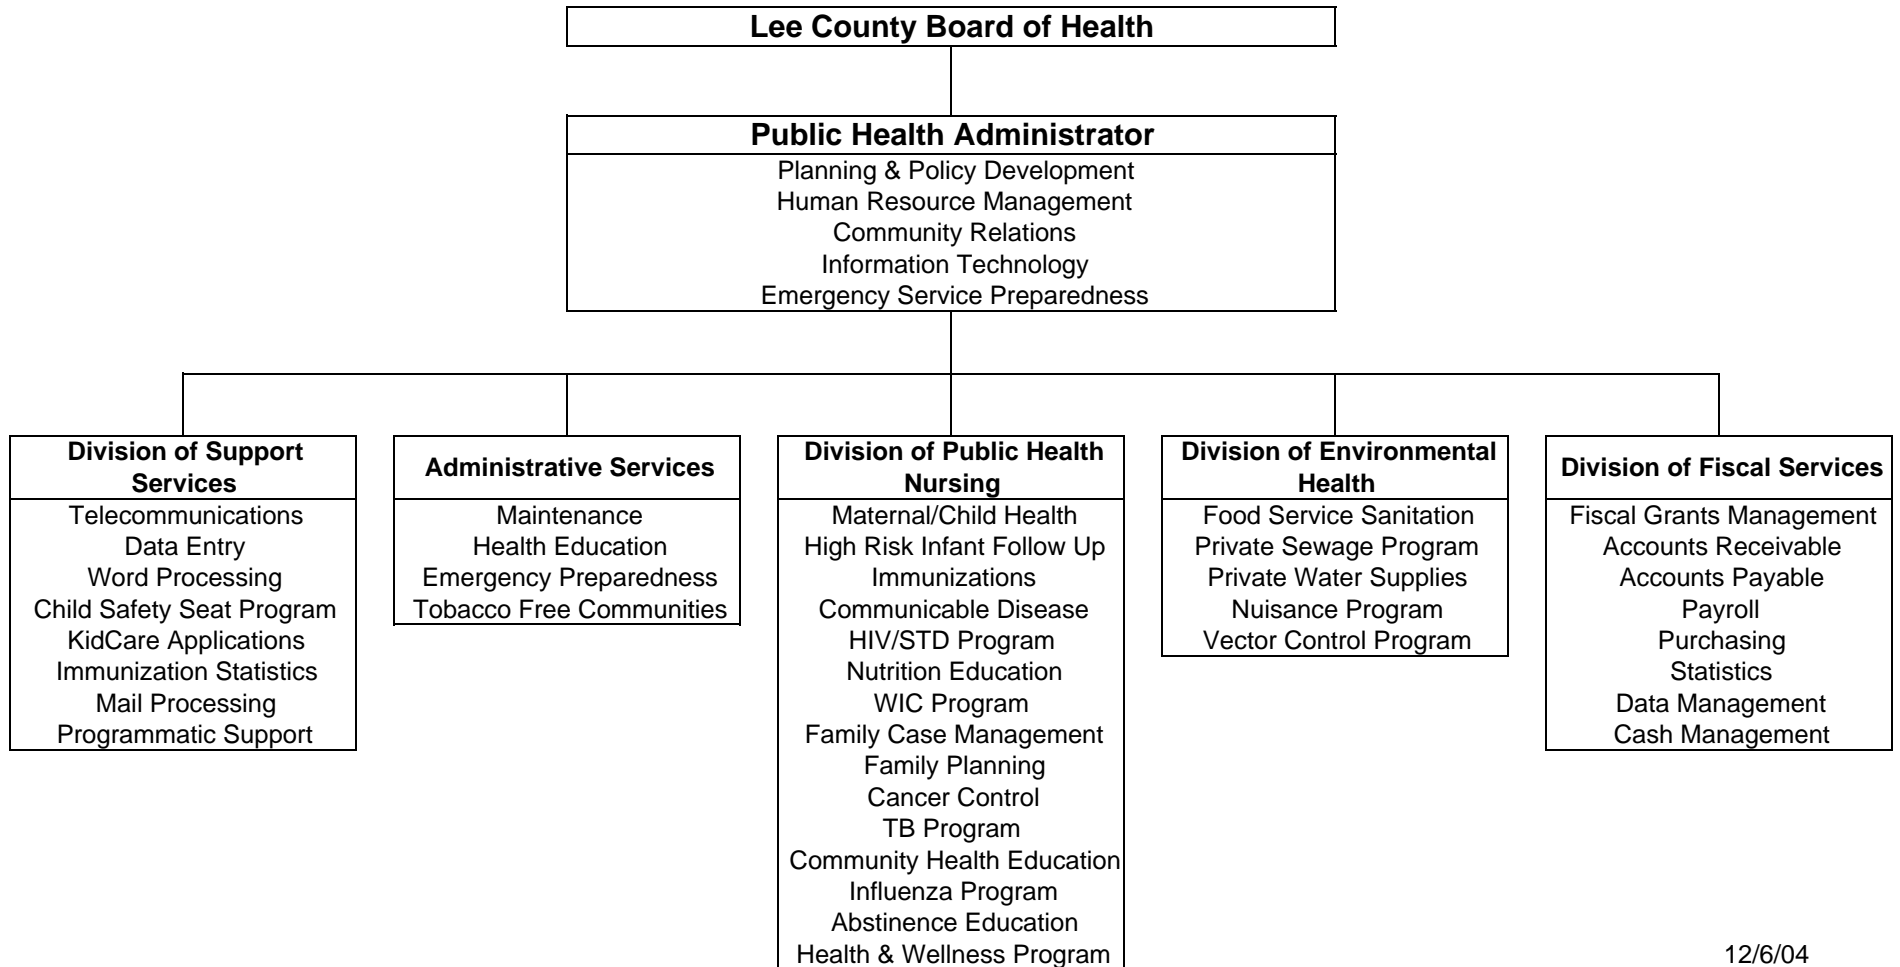 Lee County Board of Health
Public Health Administrator
Planning & Policy Development
Human Resource Management
Community Relations
Information Technology
Emergency Service Preparedness
Division of Support
Services
Telecommunications
Data Entry
Word Processing
Child Safety Seat Program
KidCare Applications
Immunization Statistics
Mail Processing
Programmatic Support
Administrative Services
Maintenance
Health Education
Emergency Preparedness
Tobacco Free Communities
Division of Public Health
Nursing
Maternal/Child Health
High Risk Infant Follow Up
Immunizations
Communicable Disease
HIV/STD Program
Nutrition Education
WIC Program
Family Case Management
Family Planning
Cancer Control
TB Program
Community Health Education
Influenza Program
Abstinence Education
Health & Wellness Program
Division of Environmental
Health
Food Service Sanitation
Private Sewage Program
Private Water Supplies
Nuisance Program
Vector Control Program
Division of Fiscal Services
Fiscal Grants Management
Accounts Receivable
Accounts Payable
Payroll
Purchasing
Statistics
Data Management
Cash Management
12/6/04